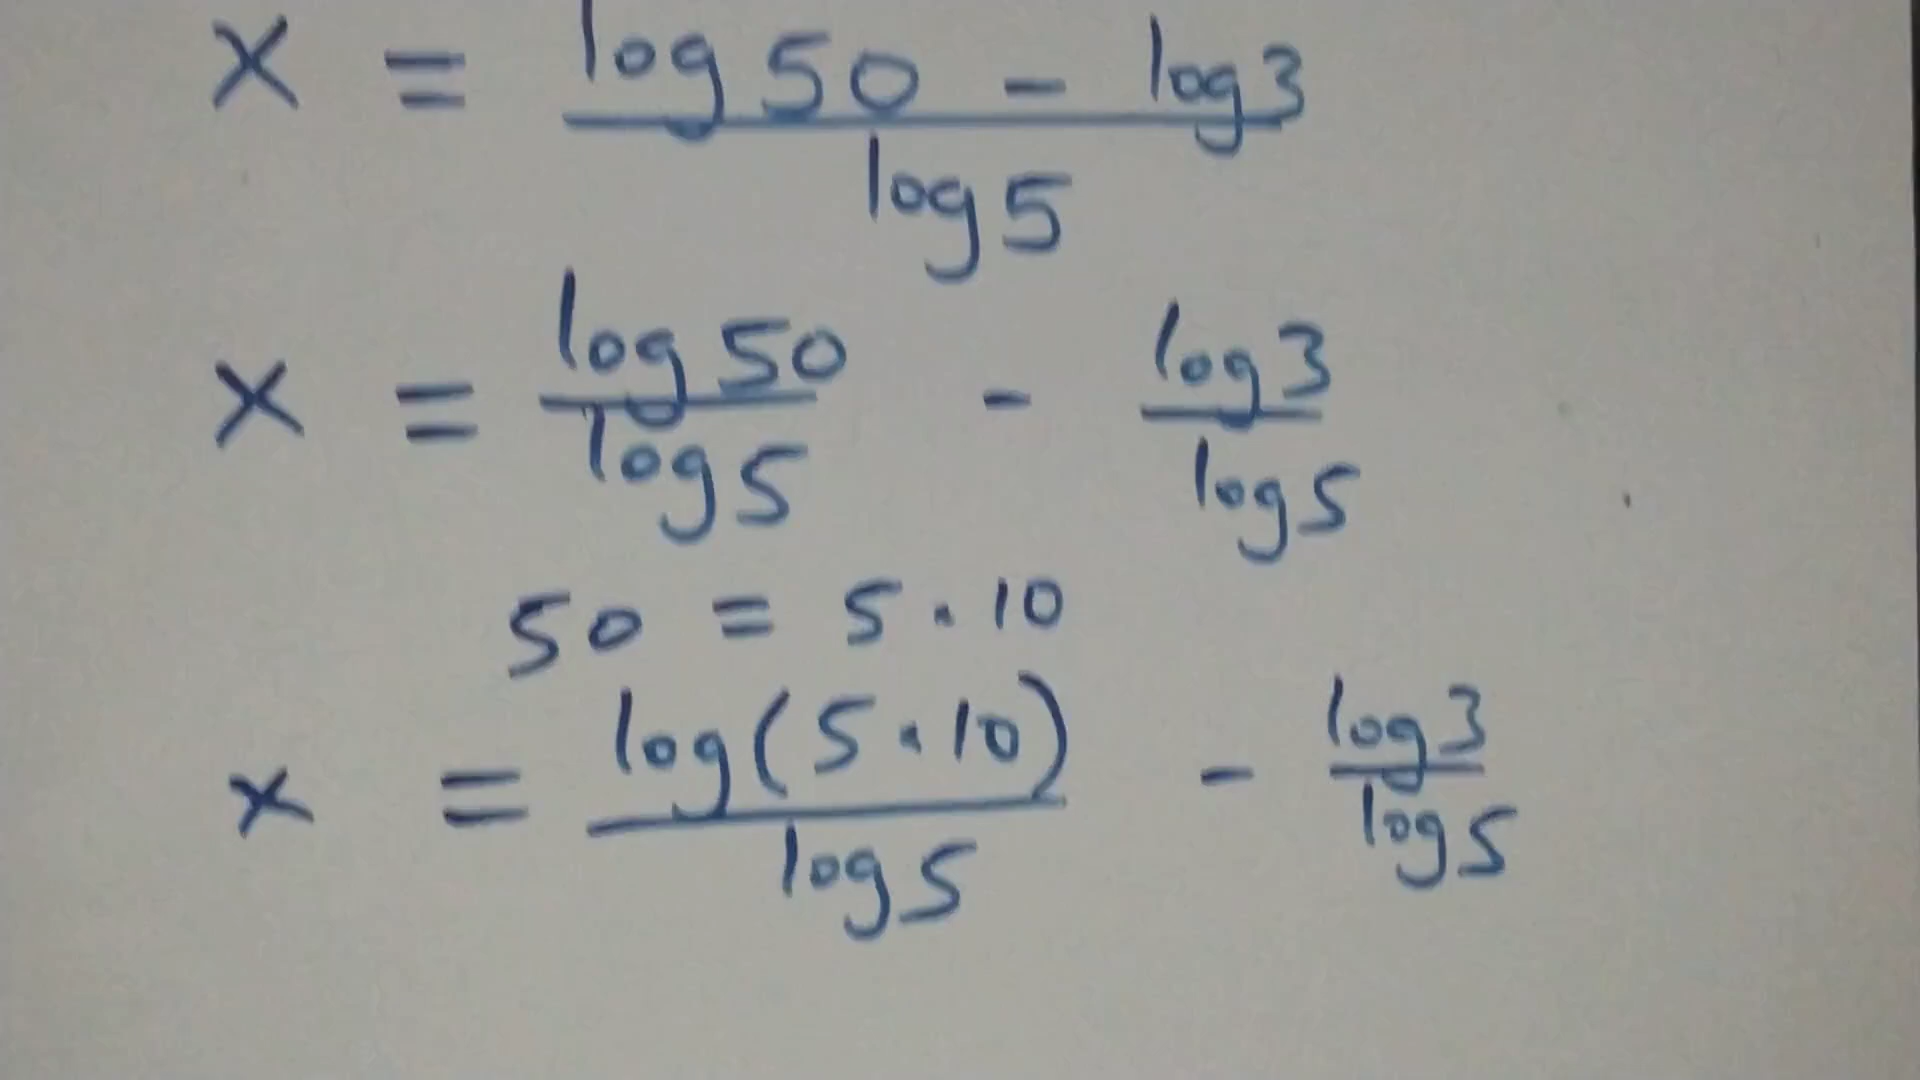 x = (log 50 - log 3) / log 5
x = log 50 / log 5 - log 3 / log 5
50 = 5 · 10
x = log(5 · 10) / log 5 - log 3 / log 5